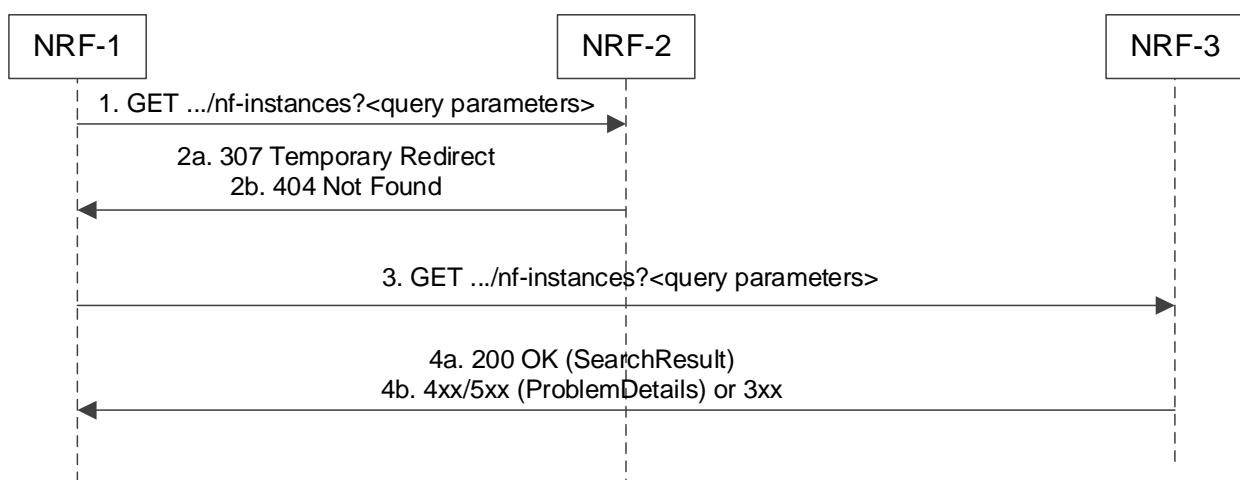 NRF-1
NRF-2
NRF-3
1. GET .../nf-instances?<query parameters>
2a. 307 Temporary Redirect
2b. 404 Not Found
3. GET .../nf-instances?<query parameters>
4a. 200 OK (SearchResult)
4b. 4xx/5xx (ProblemDetails) or 3xx